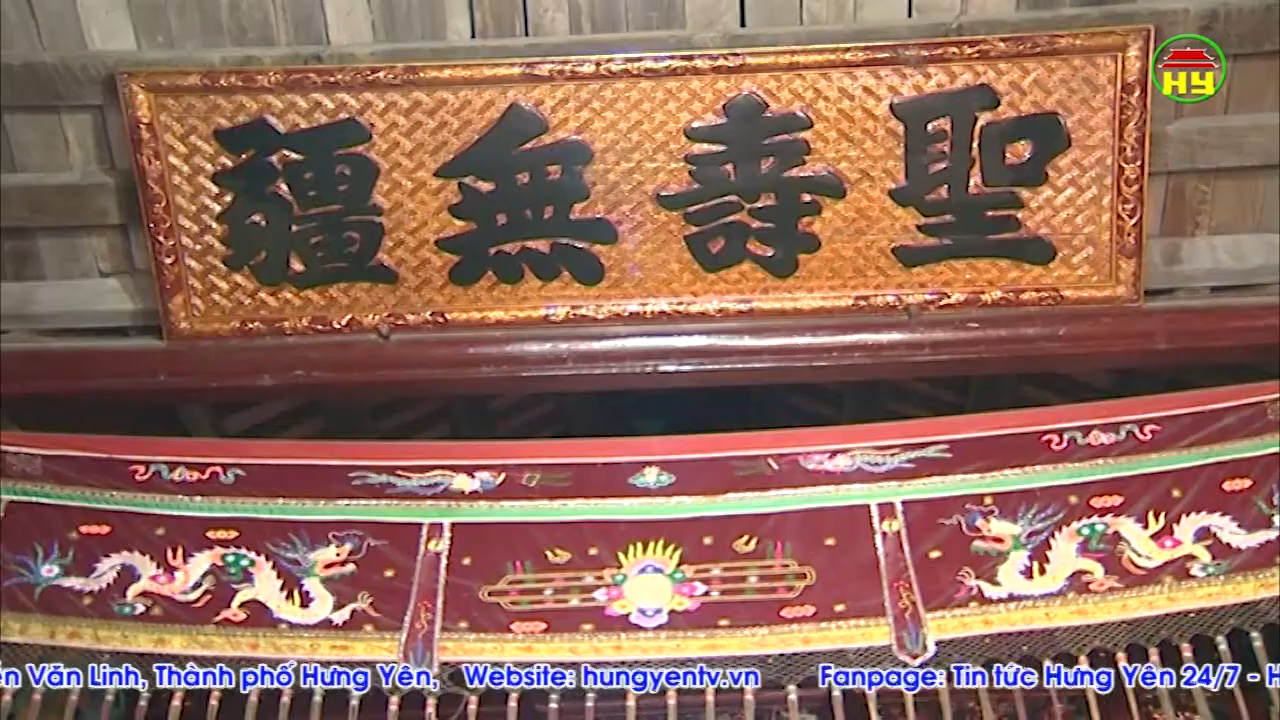 聖壽無疆
HY
ễn Văn Linh, Thành phố Hưng Yên, Website: hungyentv.vn Fanpage: Tin tức Hưng Yên 24/7 - H